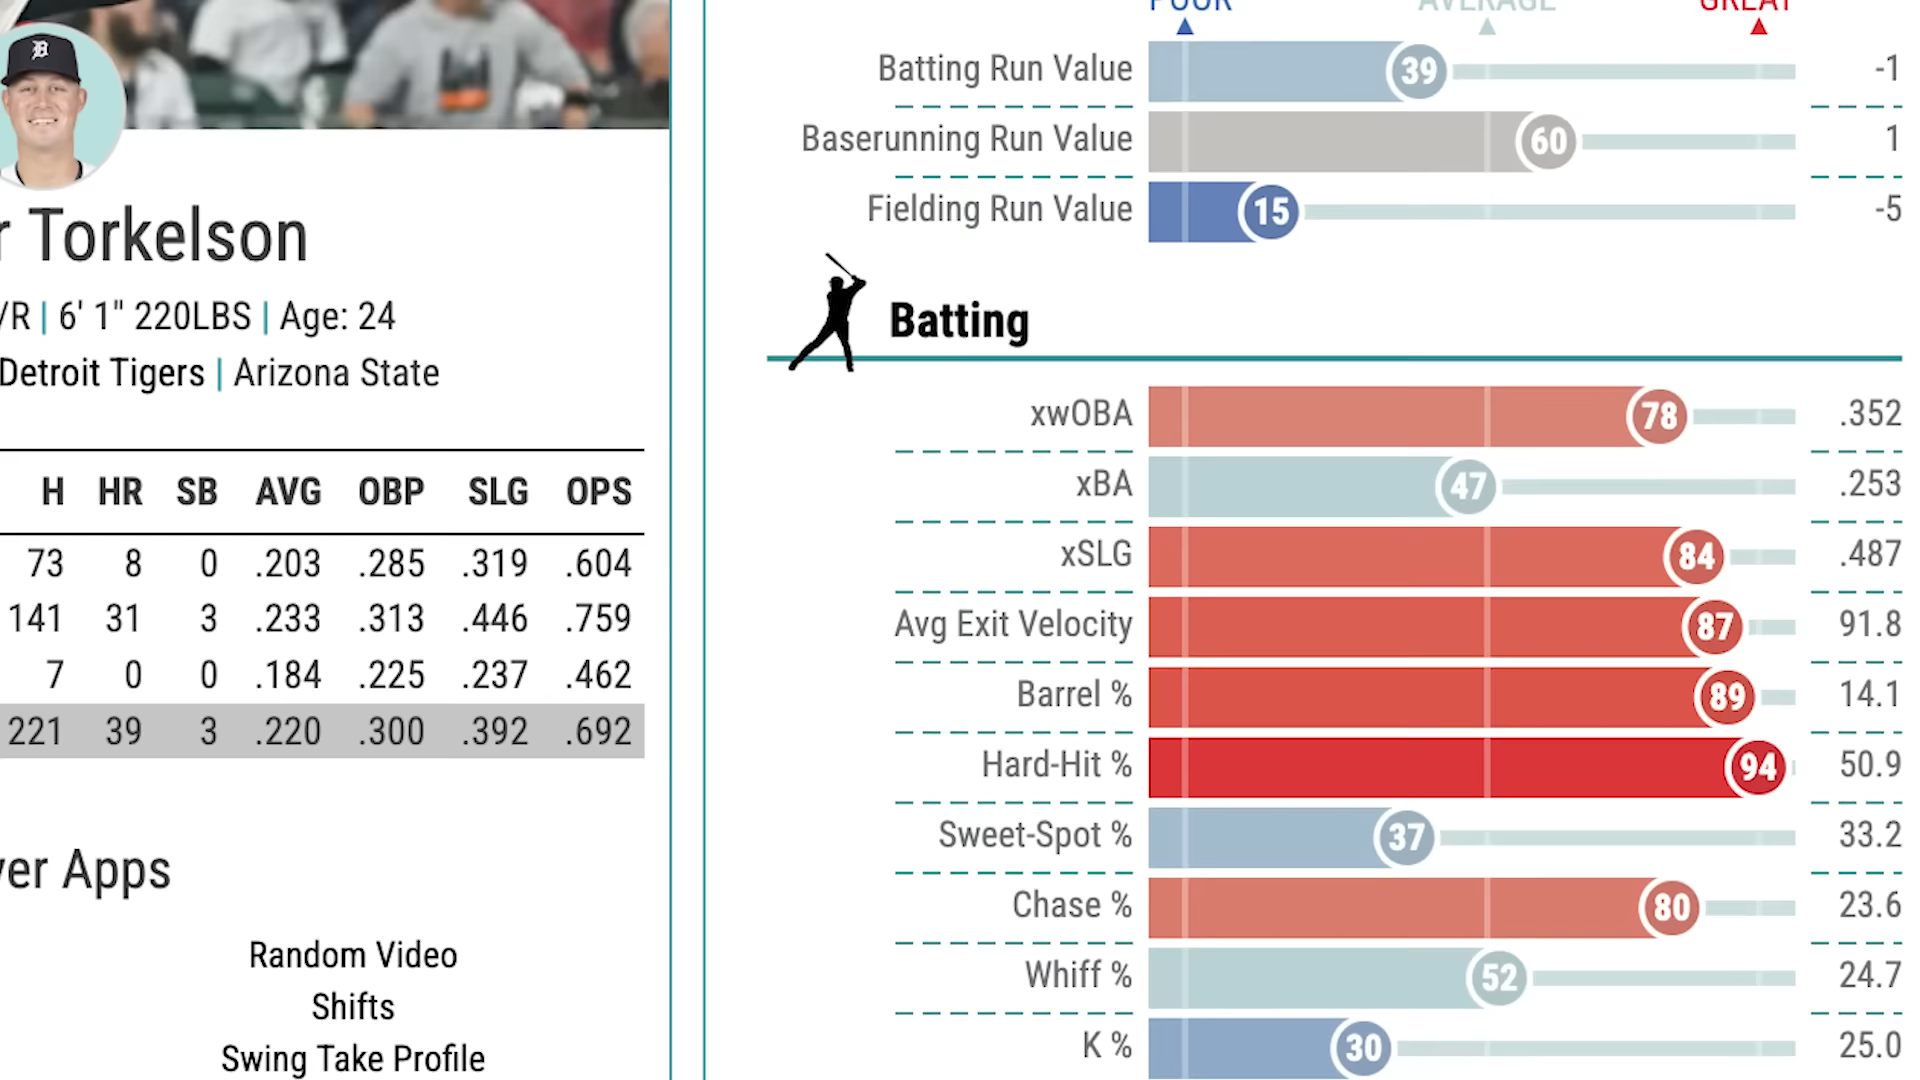 r Torkelson
/R | 6' 1" 220LBS | Age: 24
Detroit Tigers | Arizona State
H HR SB AVG OBP SLG OPS
73 8 0 .203 .285 .319 .604
141 31 3 .233 .313 .446 .759
7 0 0 .184 .225 .237 .462
221 39 3 .220 .300 .392 .692
er Apps
Random Video
Shifts
Swing Take Profile
POOR AVERAGE GREAT
Batting Run Value 39 -1
Baserunning Run Value 60 1
Fielding Run Value 15 -5
Batting
xwOBA 78 .352
xBA 47 .253
xSLG 84 .487
Avg Exit Velocity 87 91.8
Barrel % 89 14.1
Hard-Hit % 94 50.9
Sweet-Spot % 37 33.2
Chase % 80 23.6
Whiff % 52 24.7
K % 30 25.0